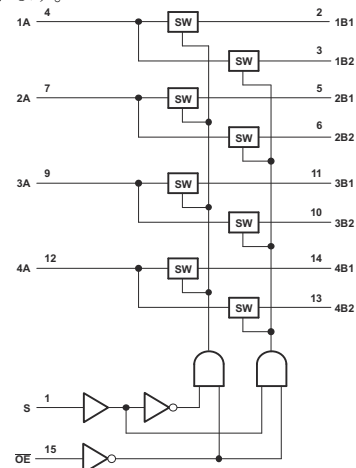 1A 4 SW 2 1B1
SW 3 1B2
2A 7 SW 5 2B1
SW 6 2B2
3A 9 SW 11 3B1
SW 10 3B2
4A 12 SW 14 4B1
SW 13 4B2
S 1
OE 15